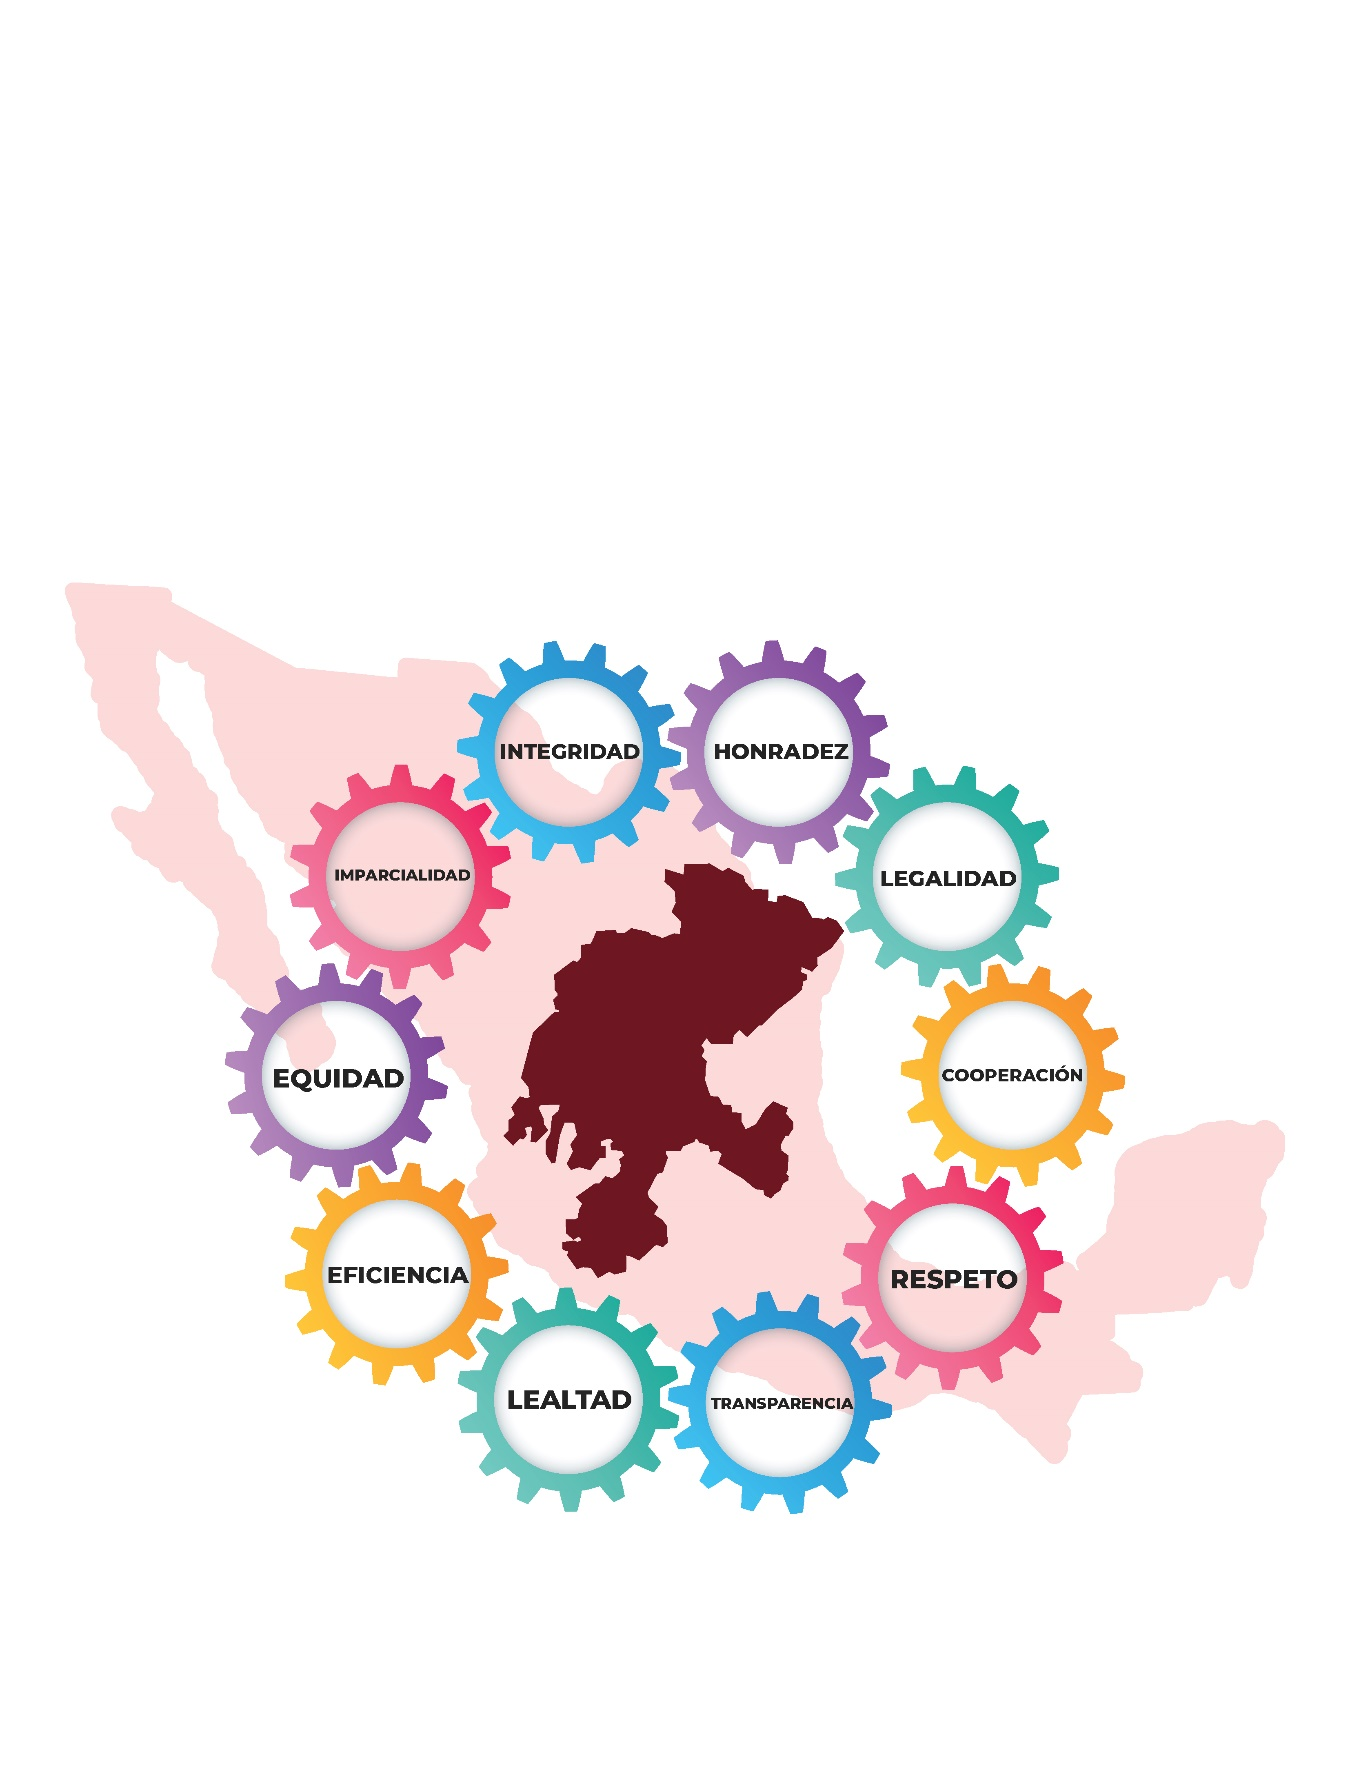 INTEGRIDAD
HONRADEZ
IMPARCIALIDAD
LEGALIDAD
EQUIDAD
COOPERACIÓN
EFICIENCIA
RESPETO
LEALTAD
TRANSPARENCIA